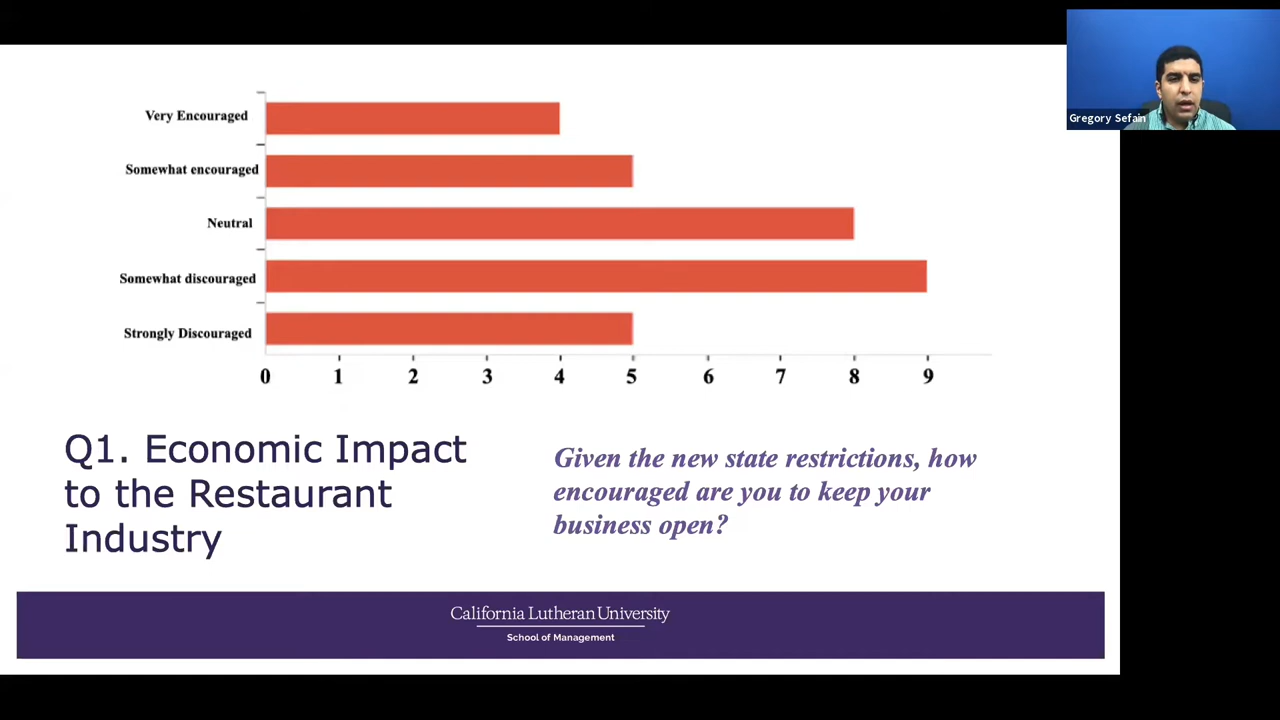 Very Encouraged
Somewhat encouraged
Neutral
Somewhat discouraged
Strongly Discouraged
0 1 2 3 4 5 6 7 8 9
Q1. Economic Impact
to the Restaurant
Industry
Given the new state restrictions, how
encouraged are you to keep your
business open?
California Lutheran University
School of Management
Gregory Sefain